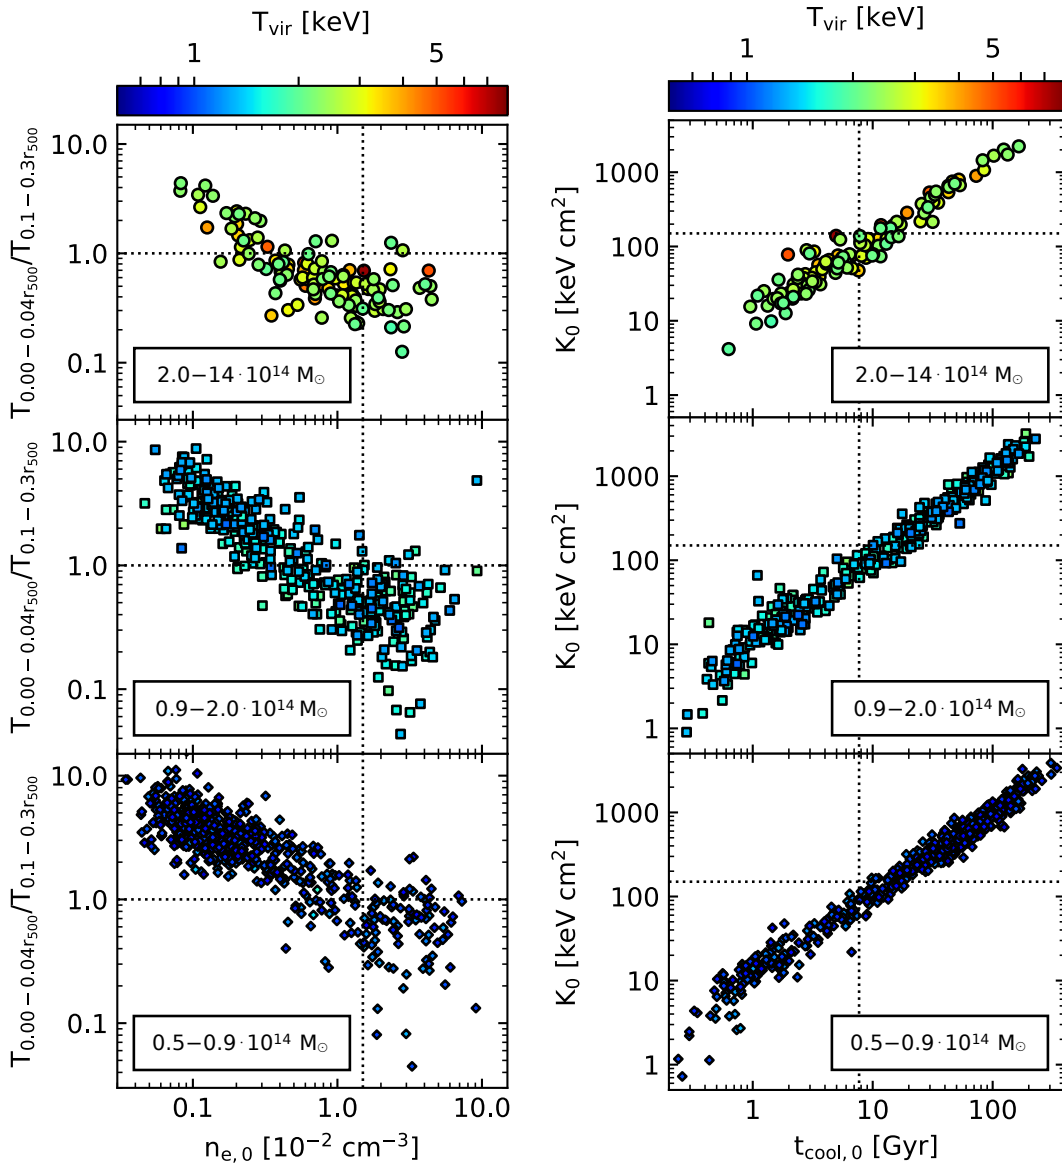 T_vir [keV]
1 5
T_0.00−0.04r_500/T_0.1−0.3r_500
10.0
1.0
0.1
2.0−14·10^14 M_⊙
T_0.00−0.04r_500/T_0.1−0.3r_500
10.0
1.0
0.1
0.9−2.0·10^14 M_⊙
T_0.00−0.04r_500/T_0.1−0.3r_500
10.0
1.0
0.1
0.5−0.9·10^14 M_⊙
0.1 1.0 10.0
n_e,0 [10^−2 cm^−3]
T_vir [keV]
1 5
K_0 [keV cm^2]
1000
100
10
1
2.0−14·10^14 M_⊙
K_0 [keV cm^2]
1000
100
10
1
0.9−2.0·10^14 M_⊙
K_0 [keV cm^2]
1000
100
10
1
0.5−0.9·10^14 M_⊙
1 10 100
t_cool,0 [Gyr]